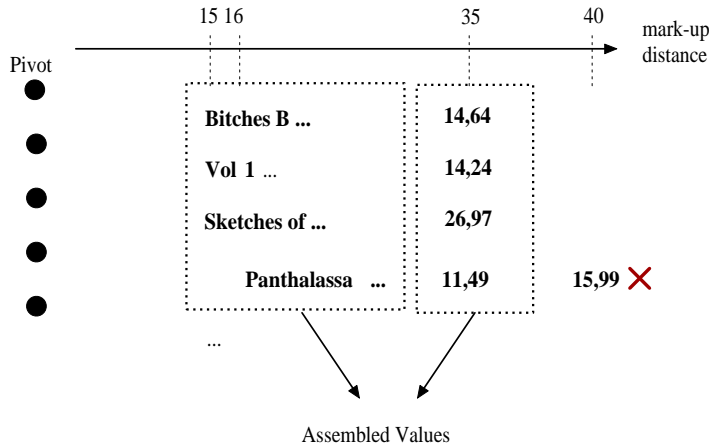 15 16 35 40
mark-up
distance
Pivot
Bitches B ... 14,64
Vol 1 ... 14,24
Sketches of ... 26,97
Panthalassa ... 11,49 15,99
...
Assembled Values